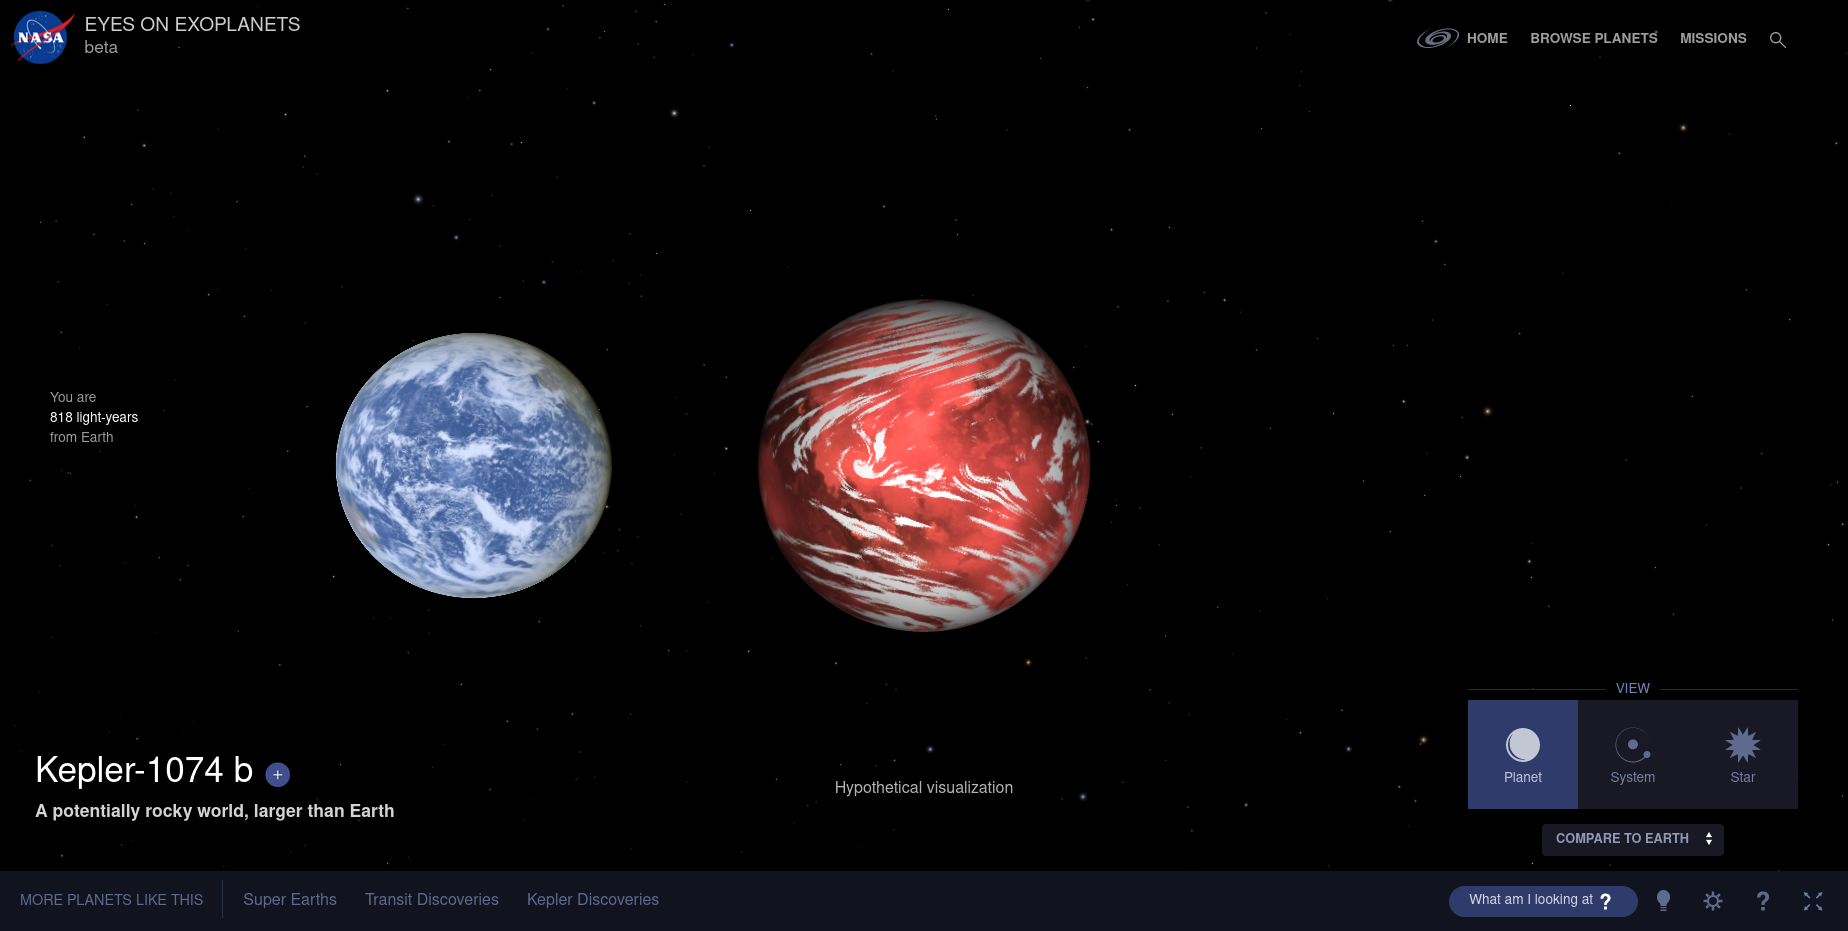 NASA
EYES ON EXOPLANETS
beta
HOME
BROWSE PLANETS
MISSIONS
You are
818 light-years
from Earth
Kepler-1074 b
+
A potentially rocky world, larger than Earth
Hypothetical visualization
VIEW
Planet
System
Star
COMPARE TO EARTH
MORE PLANETS LIKE THIS
Super Earths
Transit Discoveries
Kepler Discoveries
What am I looking at ?
?